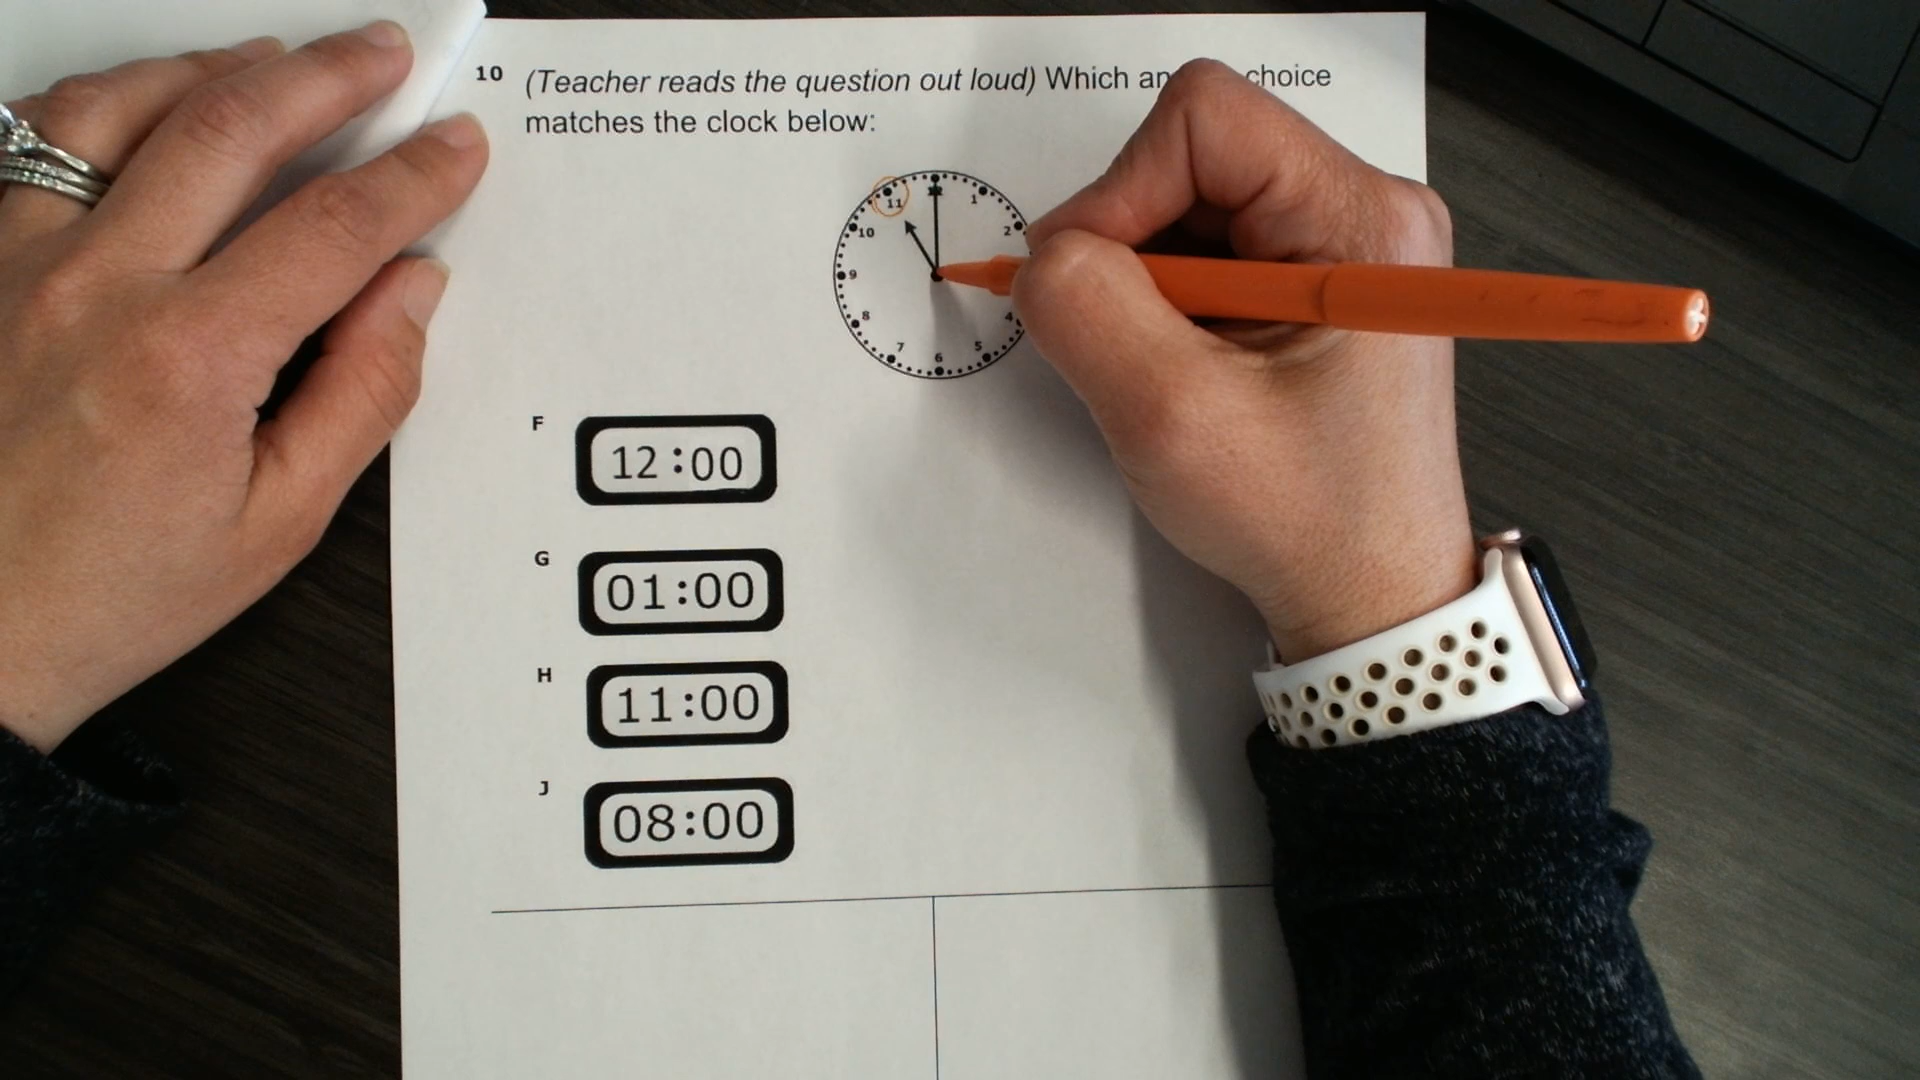 10 (Teacher reads the question out loud) Which choice
matches the clock below:
12
11
1
10
2
9
8
4
7
5
6
F
12:00
G
01:00
H
11:00
J
08:00